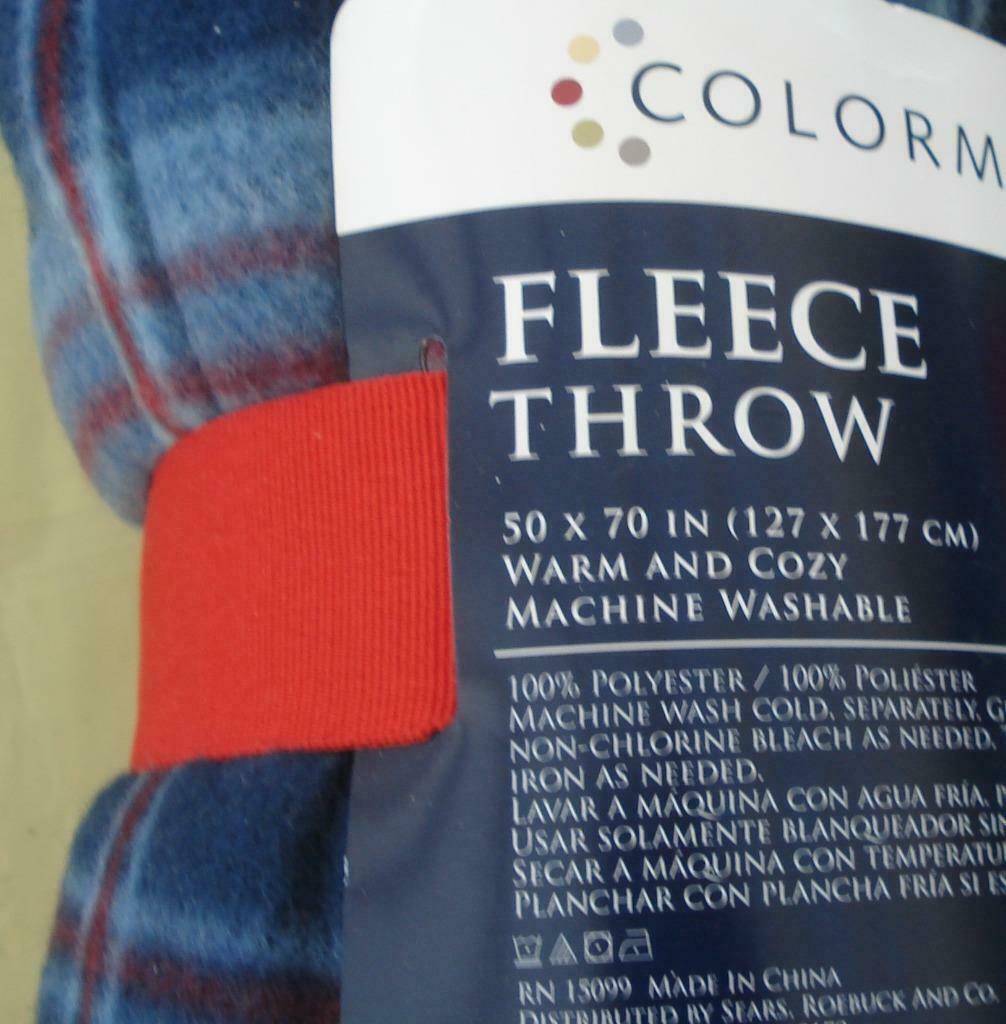 COLORM
FLEECE
THROW
50 X 70 IN (127 X 177 CM)
WARM AND COZY
MACHINE WASHABLE
100% POLYESTER / 100% POLIÉSTER
MACHINE WASH COLD, SEPARATELY, G
NON-CHLORINE BLEACH AS NEEDED,
IRON AS NEEDED.
LAVAR A MÁQUINA CON AGUA FRÍA,
USAR SOLAMENTE BLANQUEADOR SI
SECAR A MÁQUINA CON TEMPERATU
PLANCHAR CON PLANCHA FRÍA SI ES
RN 15099 MADE IN CHINA
DISTRIBUTED BY SEARS, ROEBUCK AND CO.